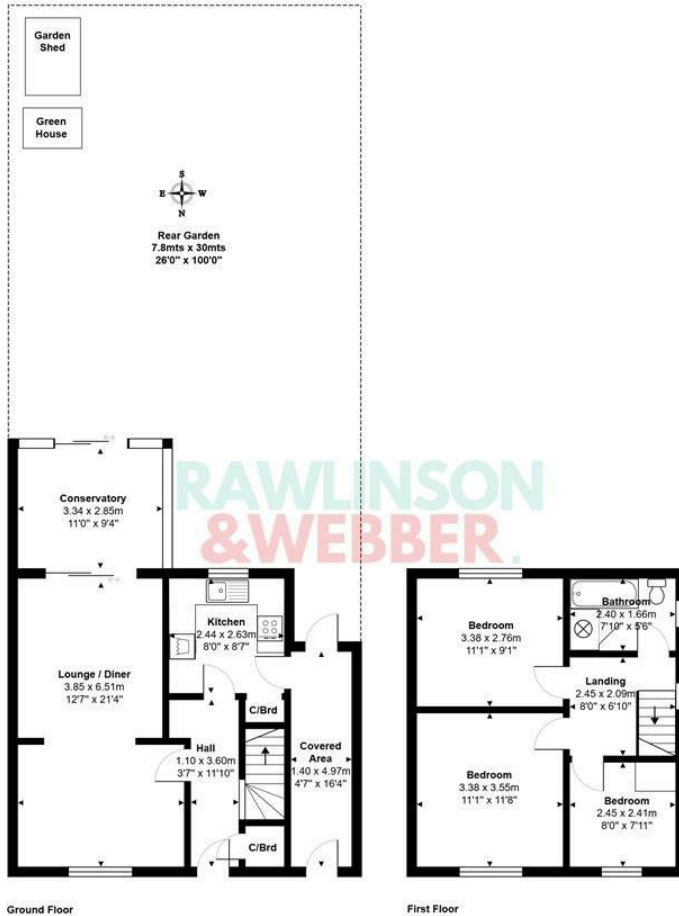 Garden
Shed
Green
House
S
E
W
N
Rear Garden
7.8mts x 30mts
26'0" x 100'0"
RAWLINSON
&WEBBER.
Conservatory
3.34 x 2.85m
11'0" x 9'4"
Kitchen
2.44 x 2.63m
8'0" x 8'7"
Lounge / Diner
3.85 x 6.51m
12'7" x 21'4"
C/Brd
Hall
1.10 x 3.60m
3'7" x 11'10"
Covered
Area
1.40 x 4.97m
4'7" x 16'4"
C/Brd
Ground Floor
Bedroom
3.38 x 2.76m
11'1" x 9'1"
Bathroom
2.40 x 1.66m
7'10" x 5'6"
Landing
2.45 x 2.09m
8'0" x 6'10"
Bedroom
3.38 x 3.55m
11'1" x 11'8"
Bedroom
2.45 x 2.41m
8'0" x 7'11"
First Floor